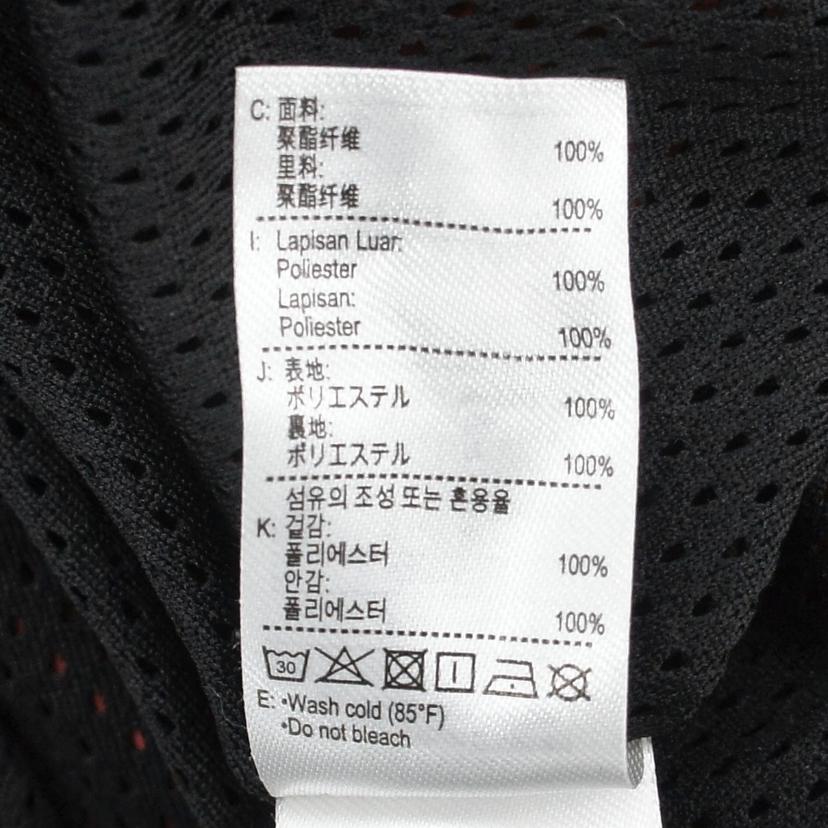 C: 面料:
聚酯纤维 100%
里料:
聚酯纤维 100%
I: Lapisan Luar:
Poliester 100%
Lapisan:
Poliester 100%
J: 表地:
ポリエステル 100%
裏地:
ポリエステル 100%
섬유의 조성 또는 혼용율
K: 겉감:
폴리에스터 100%
안감:
폴리에스터 100%
30
E: •Wash cold (85°F)
•Do not bleach